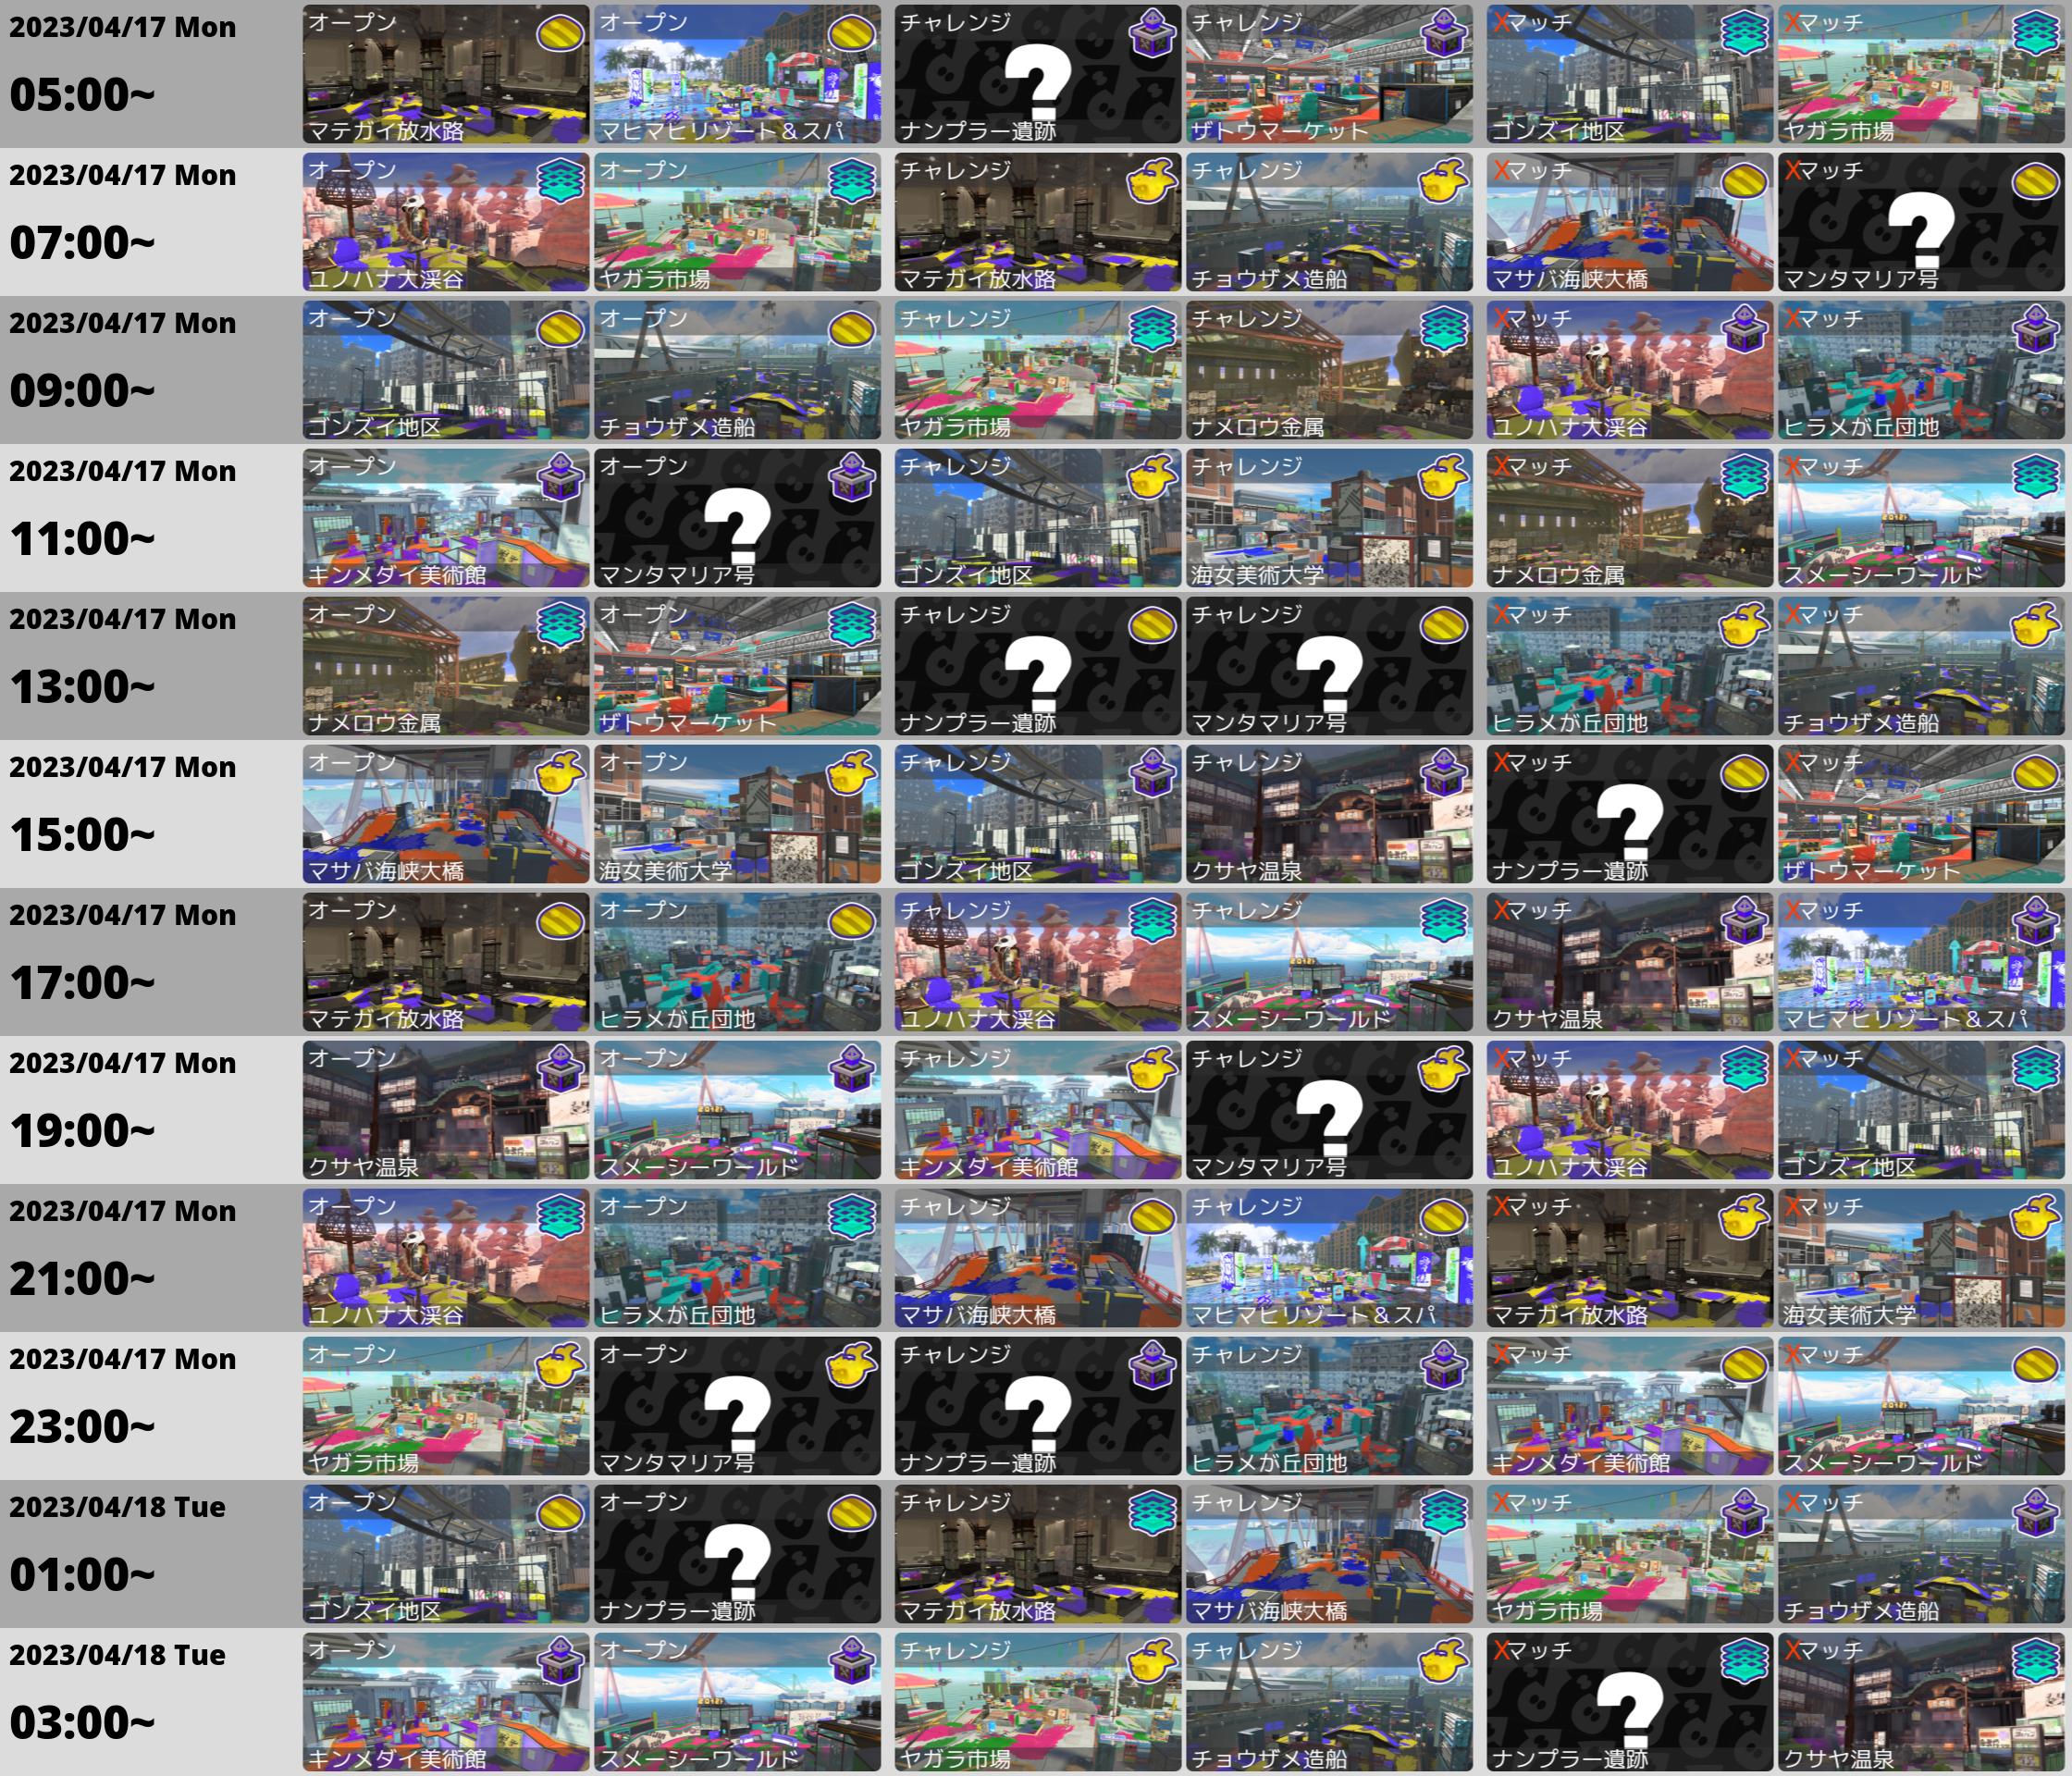 2023/04/17 Mon
05:00~
オープン オープン チャレンジ チャレンジ Xマッチ Xマッチ
マテガイ放水路 マヒマヒリゾート＆スパ ナンプラー遺跡 ザトウマーケット ゴンズイ地区 ヤガラ市場
2023/04/17 Mon
07:00~
オープン オープン チャレンジ チャレンジ Xマッチ Xマッチ
ユノハナ大渓谷 ヤガラ市場 マテガイ放水路 チョウザメ造船 マサバ海峡大橋 マンタマリア号
2023/04/17 Mon
09:00~
オープン オープン チャレンジ チャレンジ Xマッチ Xマッチ
ゴンズイ地区 チョウザメ造船 ヤガラ市場 ナメロウ金属 ユノハナ大渓谷 ヒラメが丘団地
2023/04/17 Mon
11:00~
オープン オープン チャレンジ チャレンジ Xマッチ Xマッチ
キンメダイ美術館 マンタマリア号 ゴンズイ地区 海女美術大学 ナメロウ金属 スメーシーワールド
2023/04/17 Mon
13:00~
オープン オープン チャレンジ チャレンジ Xマッチ Xマッチ
ナメロウ金属 ザトウマーケット ナンプラー遺跡 マンタマリア号 ヒラメが丘団地 チョウザメ造船
2023/04/17 Mon
15:00~
オープン オープン チャレンジ チャレンジ Xマッチ Xマッチ
マサバ海峡大橋 海女美術大学 ゴンズイ地区 クサヤ温泉 ナンプラー遺跡 ザトウマーケット
2023/04/17 Mon
17:00~
オープン オープン チャレンジ チャレンジ Xマッチ Xマッチ
マテガイ放水路 ヒラメが丘団地 ユノハナ大渓谷 スメーシーワールド クサヤ温泉 マヒマヒリゾート＆スパ
2023/04/17 Mon
19:00~
オープン オープン チャレンジ チャレンジ Xマッチ Xマッチ
クサヤ温泉 スメーシーワールド キンメダイ美術館 マンタマリア号 ユノハナ大渓谷 ゴンズイ地区
2023/04/17 Mon
21:00~
オープン オープン チャレンジ チャレンジ Xマッチ Xマッチ
ユノハナ大渓谷 ヒラメが丘団地 マサバ海峡大橋 マヒマヒリゾート＆スパ マテガイ放水路 海女美術大学
2023/04/17 Mon
23:00~
オープン オープン チャレンジ チャレンジ Xマッチ Xマッチ
ヤガラ市場 マンタマリア号 ナンプラー遺跡 ヒラメが丘団地 キンメダイ美術館 スメーシーワールド
2023/04/18 Tue
01:00~
オープン オープン チャレンジ チャレンジ Xマッチ Xマッチ
ゴンズイ地区 ナンプラー遺跡 マテガイ放水路 マサバ海峡大橋 ヤガラ市場 チョウザメ造船
2023/04/18 Tue
03:00~
オープン オープン チャレンジ チャレンジ Xマッチ Xマッチ
キンメダイ美術館 スメーシーワールド ヤガラ市場 チョウザメ造船 ナンプラー遺跡 クサヤ温泉